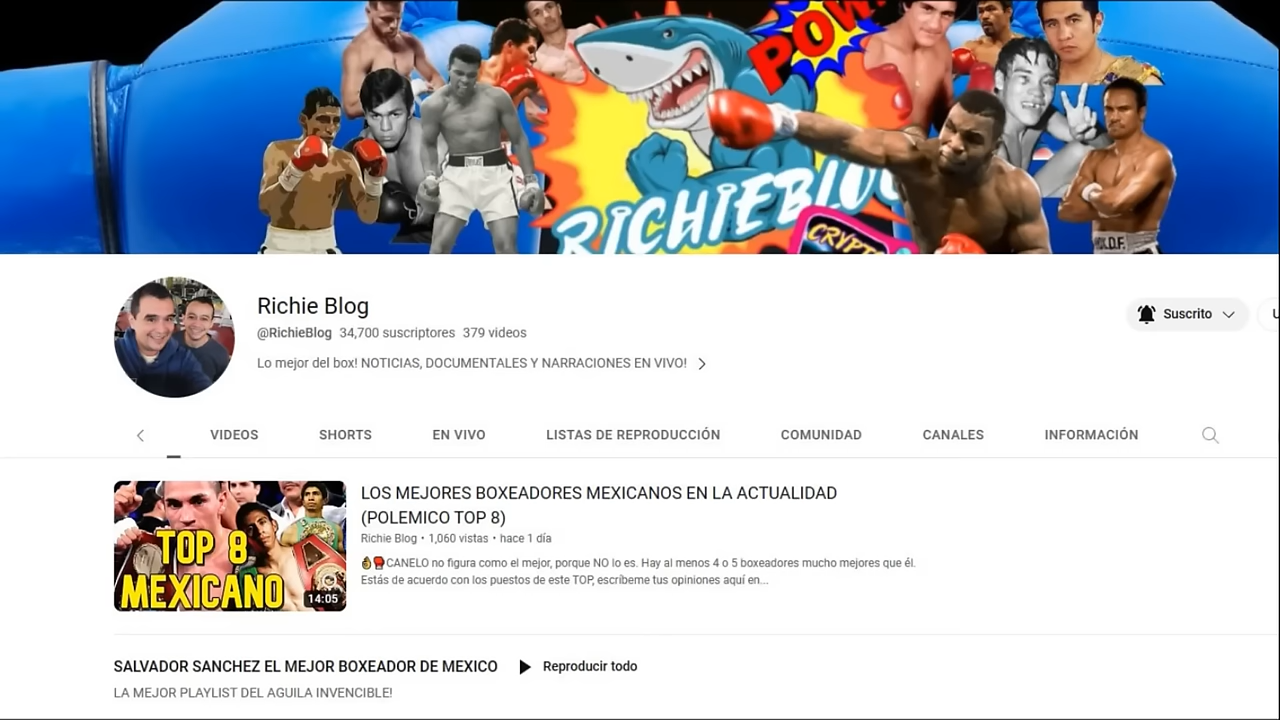 POW!
RICHIEBLOG
CRYPTO
Richie Blog
@RichieBlog 34,700 suscriptores 379 videos
Lo mejor del box! NOTICIAS, DOCUMENTALES Y NARRACIONES EN VIVO!
Suscrito
VIDEOS SHORTS EN VIVO LISTAS DE REPRODUCCIÓN COMUNIDAD CANALES INFORMACIÓN
LOS MEJORES BOXEADORES MEXICANOS EN LA ACTUALIDAD
(POLEMICO TOP 8)
Richie Blog • 1,060 vistas • hace 1 día
👌🥊CANELO no figura como el mejor, porque NO lo es. Hay al menos 4 o 5 boxeadores mucho mejores que él.
Estás de acuerdo con los puestos de este TOP, escríbeme tus opiniones aquí en...
TOP 8
MEXICANO
14:05
SALVADOR SANCHEZ EL MEJOR BOXEADOR DE MEXICO Reproducir todo
LA MEJOR PLAYLIST DEL AGUILA INVENCIBLE!